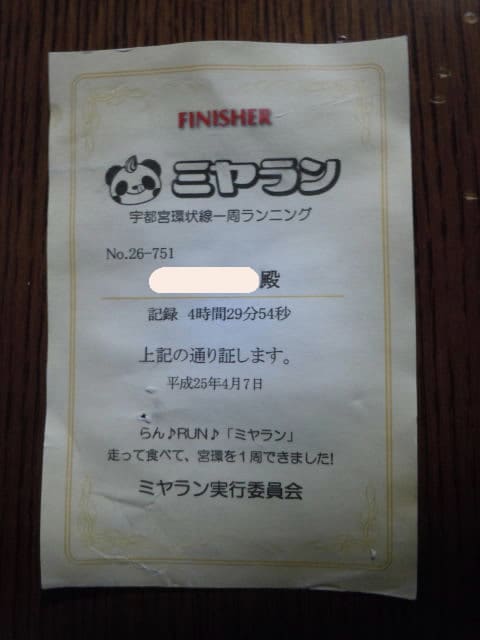 FINISHER
ミヤラン
宇都宮環状線一周ランニング
No.26-751
殿
記録 4時間29分54秒
上記の通り証します。
平成25年4月7日
らん♪RUN♪「ミヤラン」
走って食べて、宮環を1周できました!
ミヤラン実行委員会